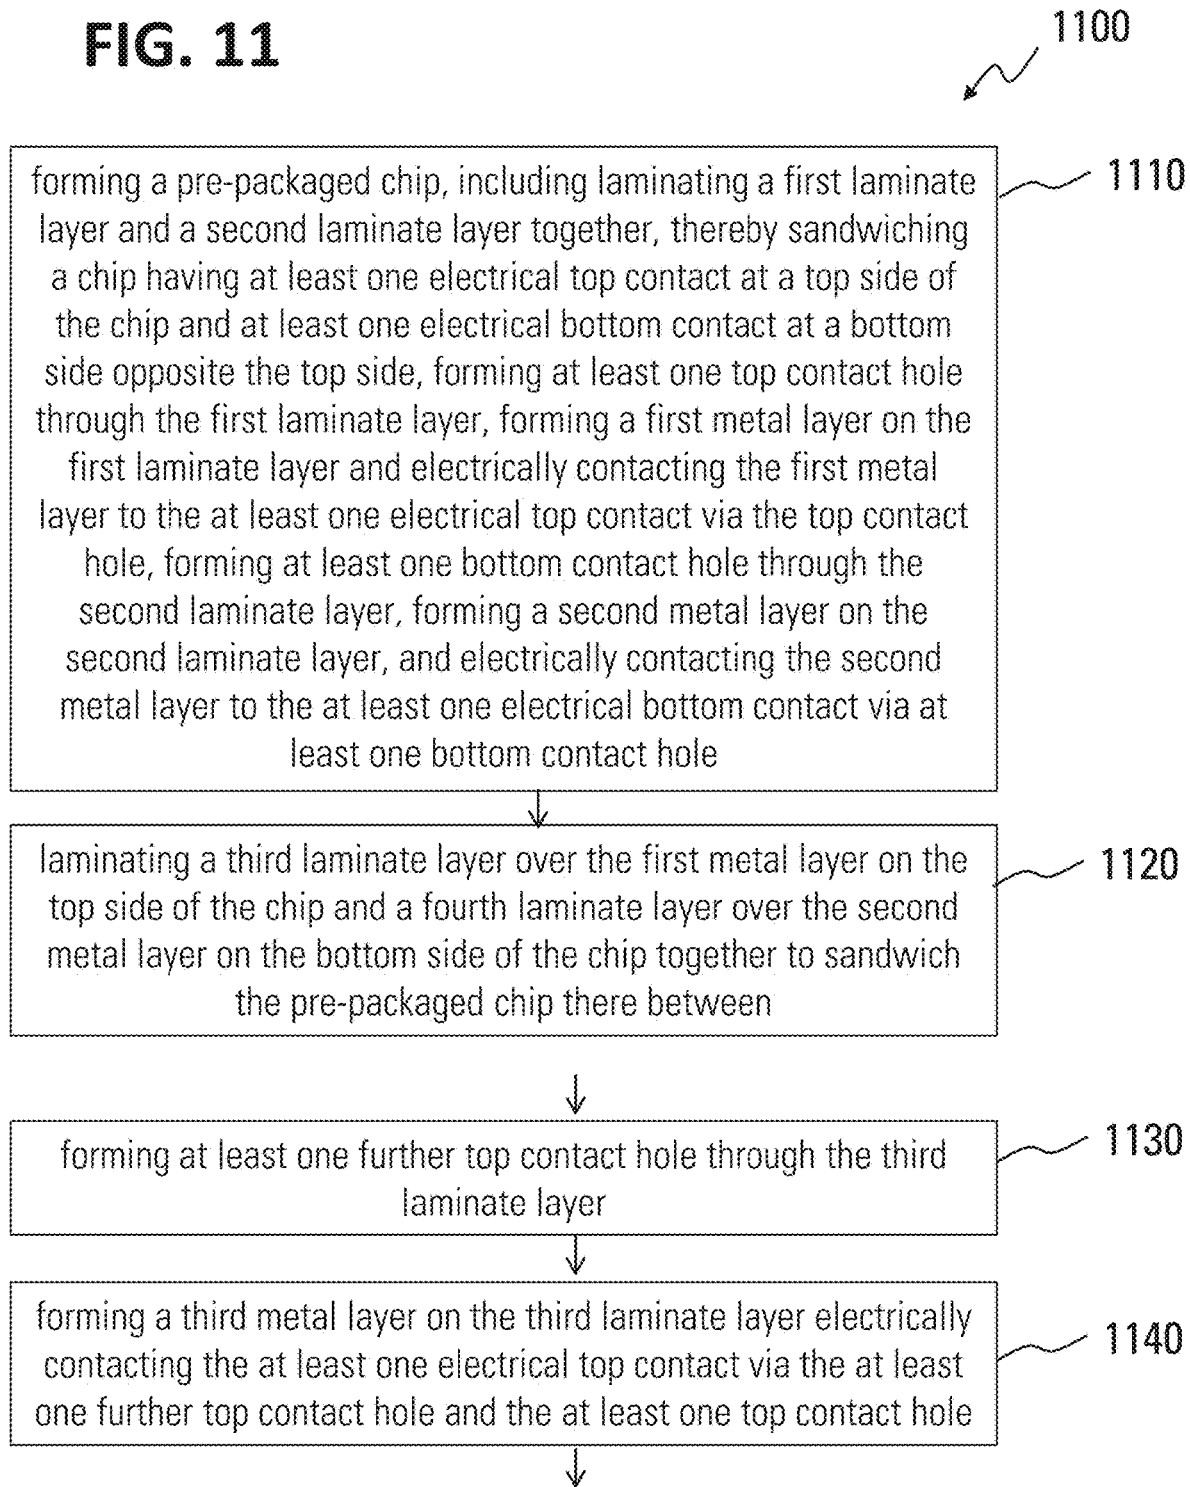 FIG. 11
1100
forming a pre-packaged chip, including laminating a first laminate
layer and a second laminate layer together, thereby sandwiching
a chip having at least one electrical top contact at a top side of
the chip and at least one electrical bottom contact at a bottom
side opposite the top side, forming at least one top contact hole
through the first laminate layer, forming a first metal layer on the
first laminate layer and electrically contacting the first metal
layer to the at least one electrical top contact via the top contact
hole, forming at least one bottom contact hole through the
second laminate layer, forming a second metal layer on the
second laminate layer, and electrically contacting the second
metal layer to the at least one electrical bottom contact via at
least one bottom contact hole
1110
laminating a third laminate layer over the first metal layer on the
top side of the chip and a fourth laminate layer over the second
metal layer on the bottom side of the chip together to sandwich
the pre-packaged chip there between
1120
forming at least one further top contact hole through the third
laminate layer
1130
forming a third metal layer on the third laminate layer electrically
contacting the at least one electrical top contact via the at least
one further top contact hole and the at least one top contact hole
1140